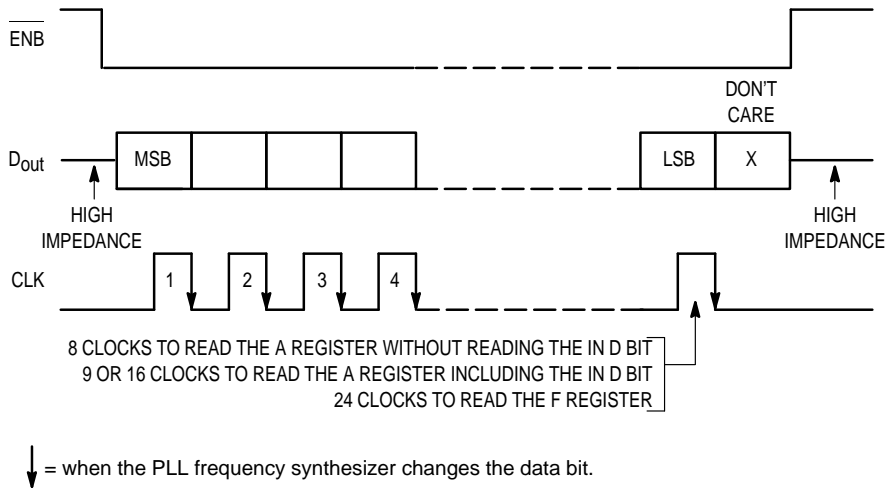 ENB
DON'T
CARE
Dout
MSB
LSB
X
HIGH
IMPEDANCE
HIGH
IMPEDANCE
CLK
1
2
3
4
8 CLOCKS TO READ THE A REGISTER WITHOUT READING THE IN D BIT
9 OR 16 CLOCKS TO READ THE A REGISTER INCLUDING THE IN D BIT
24 CLOCKS TO READ THE F REGISTER
= when the PLL frequency synthesizer changes the data bit.